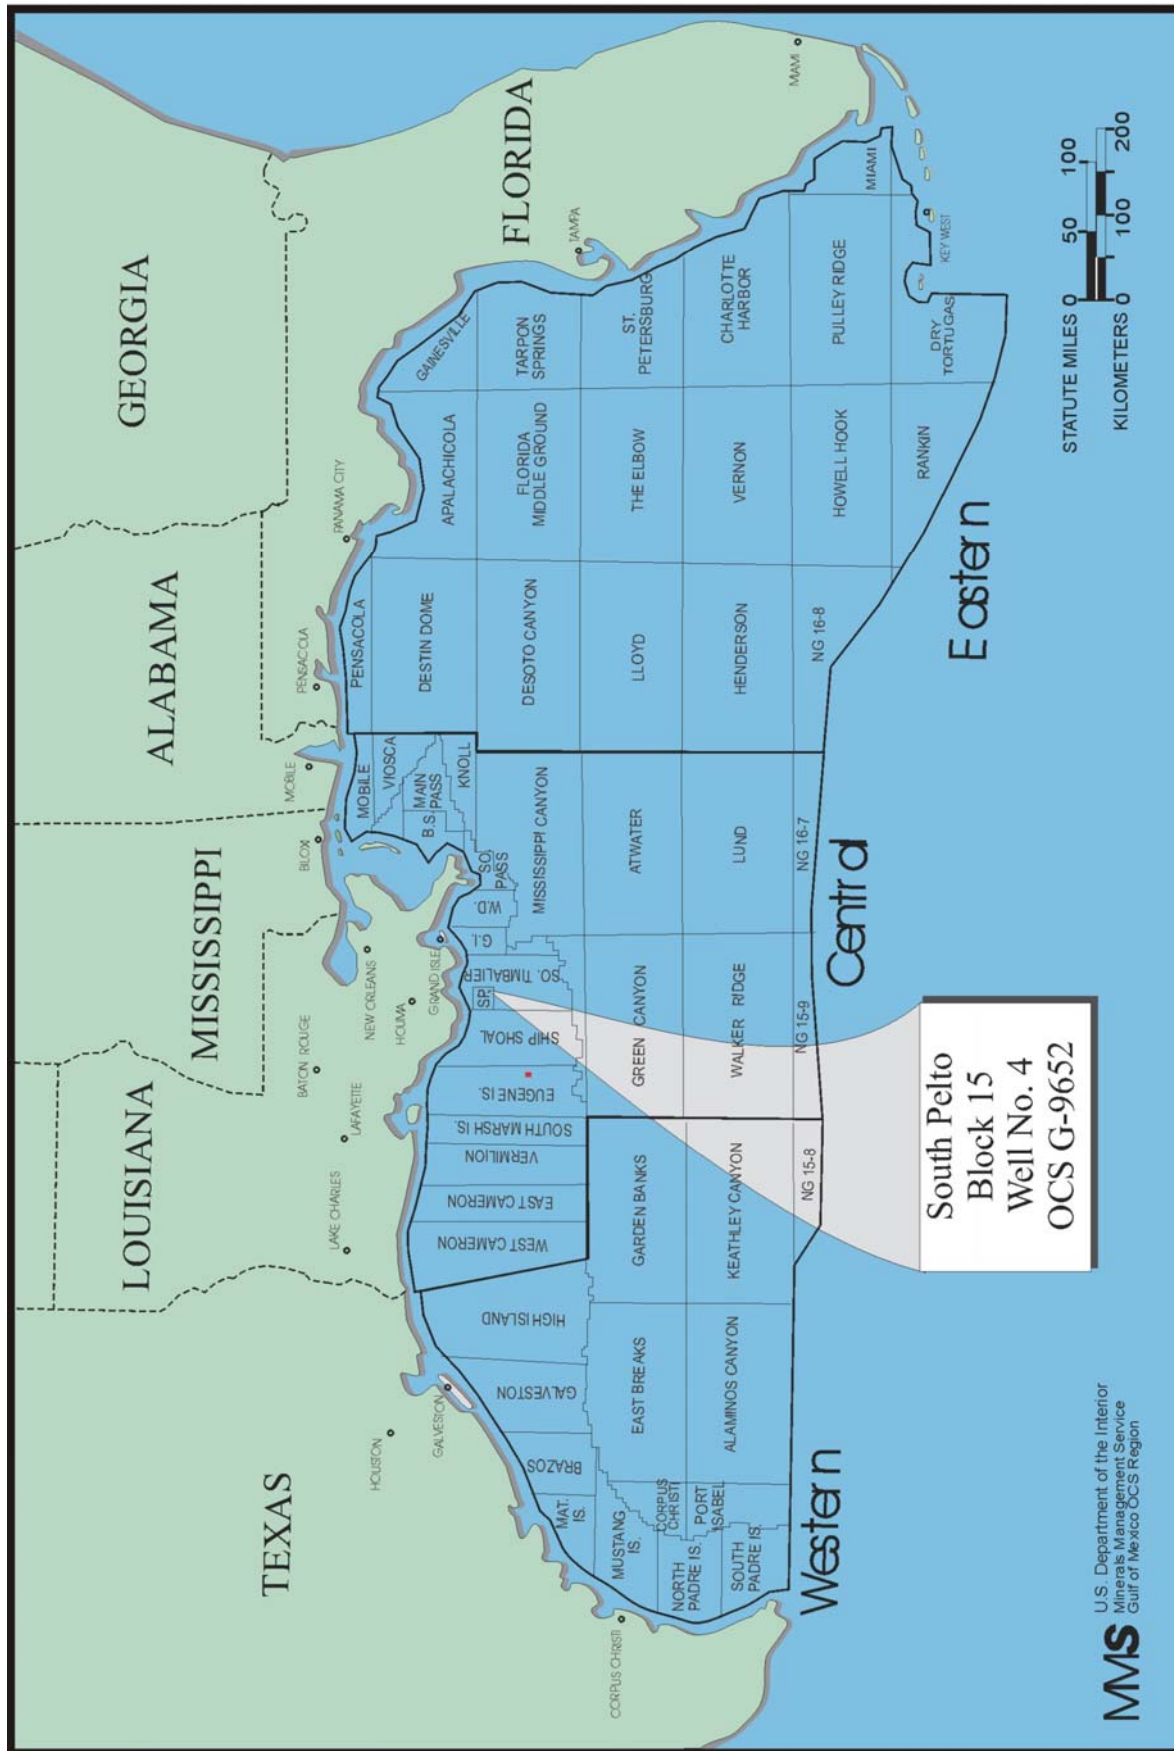 TEXAS
LOUISIANA
MISSISSIPPI
ALABAMA
GEORGIA
FLORIDA
HOUSTON
GALVESTON
CORPUS CHRISTI
LAKE CHARLES
LAFAYETTE
BATON ROUGE
NEW ORLEANS
HOUMA
GRAND ISLE
BILOXI
MOBILE
PENSACOLA
PANAMA CITY
TAMPA
MIAMI
KEY WEST
MOBILE
VIOSCA
KNOLL
MAIN
PASS
B.S.
SO.
PASS
W.D.
G.I.
SO. TIMBALIER
S.P.
SHIP SHOAL
EUGENE IS.
SOUTH MARSH IS.
VERMILION
EAST CAMERON
WEST CAMERON
HIGH ISLAND
GALVESTON
BRAZOS
MAT.
IS.
MUSTANG
IS.
CORPUS
CHRISTI
NORTH
PADRE IS.
PORT
ISABEL
SOUTH
PADRE IS.
EAST BREAKS
GARDEN BANKS
GREEN CANYON
ATWATER
MISSISSIPPI CANYON
ALAMINOS CANYON
KEATHLEY CANYON
WALKER RIDGE
LUND
NG 15-8
NG 15-9
NG 16-7
NG 16-8
PENSACOLA
DESTIN DOME
APALACHICOLA
GAINESVILLE
DESOTO CANYON
FLORIDA
MIDDLE GROUND
TARPON
SPRINGS
LLOYD
THE ELBOW
ST.
PETERSBURG
HENDERSON
VERNON
CHARLOTTE
HARBOR
HOWELL HOOK
PULLEY RIDGE
MIAMI
RANKIN
DRY
TORTUGAS
Western
Central
Eastern
South Pelto
Block 15
Well No. 4
OCS G-9652
STATUTE MILES 0 50 100
KILOMETERS 0 100 200
MMS
U.S. Department of the Interior
Minerals Management Service
Gulf of Mexico OCS Region